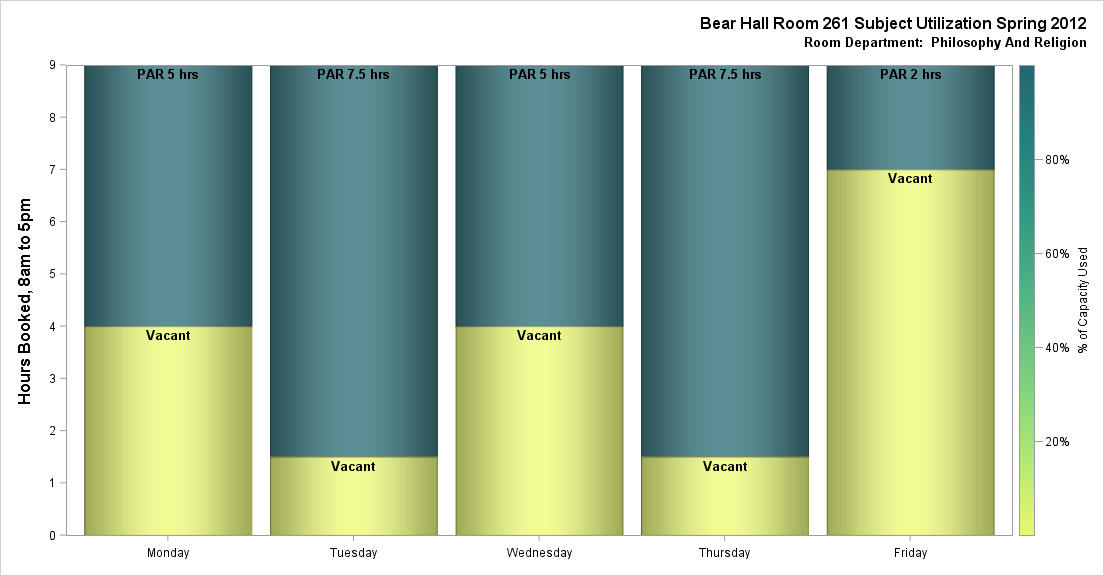 Bear Hall Room 261 Subject Utilization Spring 2012
Room Department:  Philosophy And Religion
Hours Booked, 8am to 5pm
9
8
7
6
5
4
3
2
1
0
PAR 5 hrs
PAR 7.5 hrs
PAR 5 hrs
PAR 7.5 hrs
PAR 2 hrs
Vacant
Vacant
Vacant
Vacant
Vacant
Monday
Tuesday
Wednesday
Thursday
Friday
80%
60%
40%
20%
% of Capacity Used